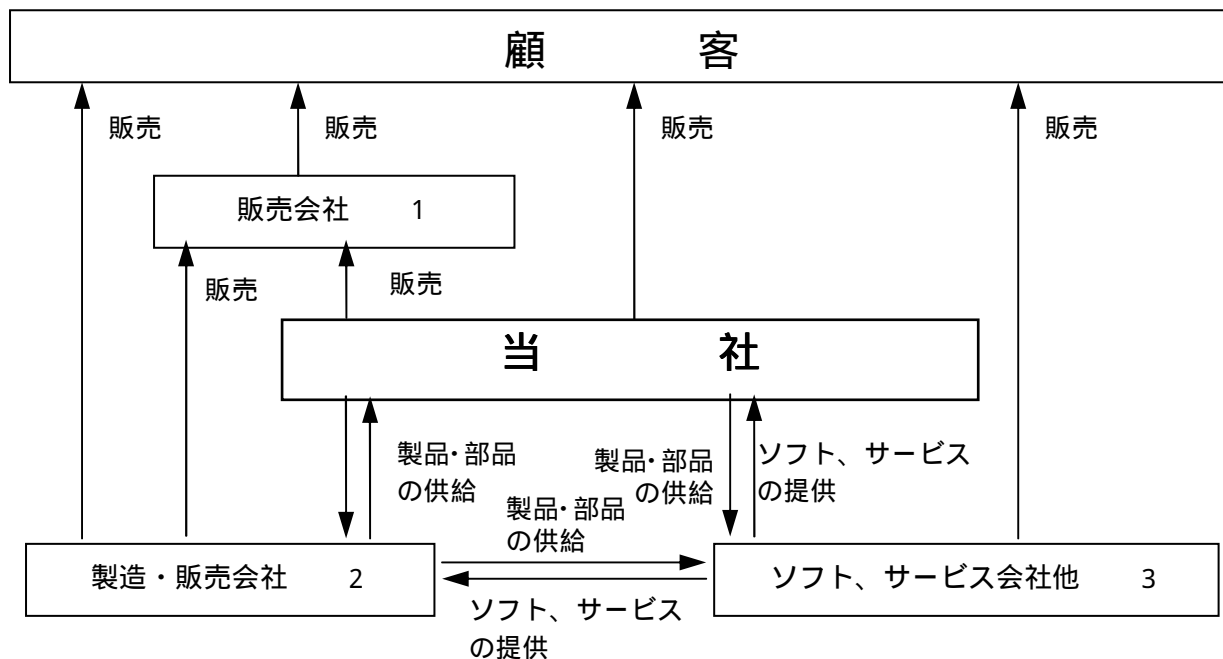 顧 客
販売
販売
販売
販売
販売会社 1
販売
販売
当 社
製品･部品
の供給
製品･部品
の供給
ソフト、サービス
の提供
製品･部品
の供給
製造・販売会社 2
ソフト、サービス会社他 3
ソフト、サービス
の提供